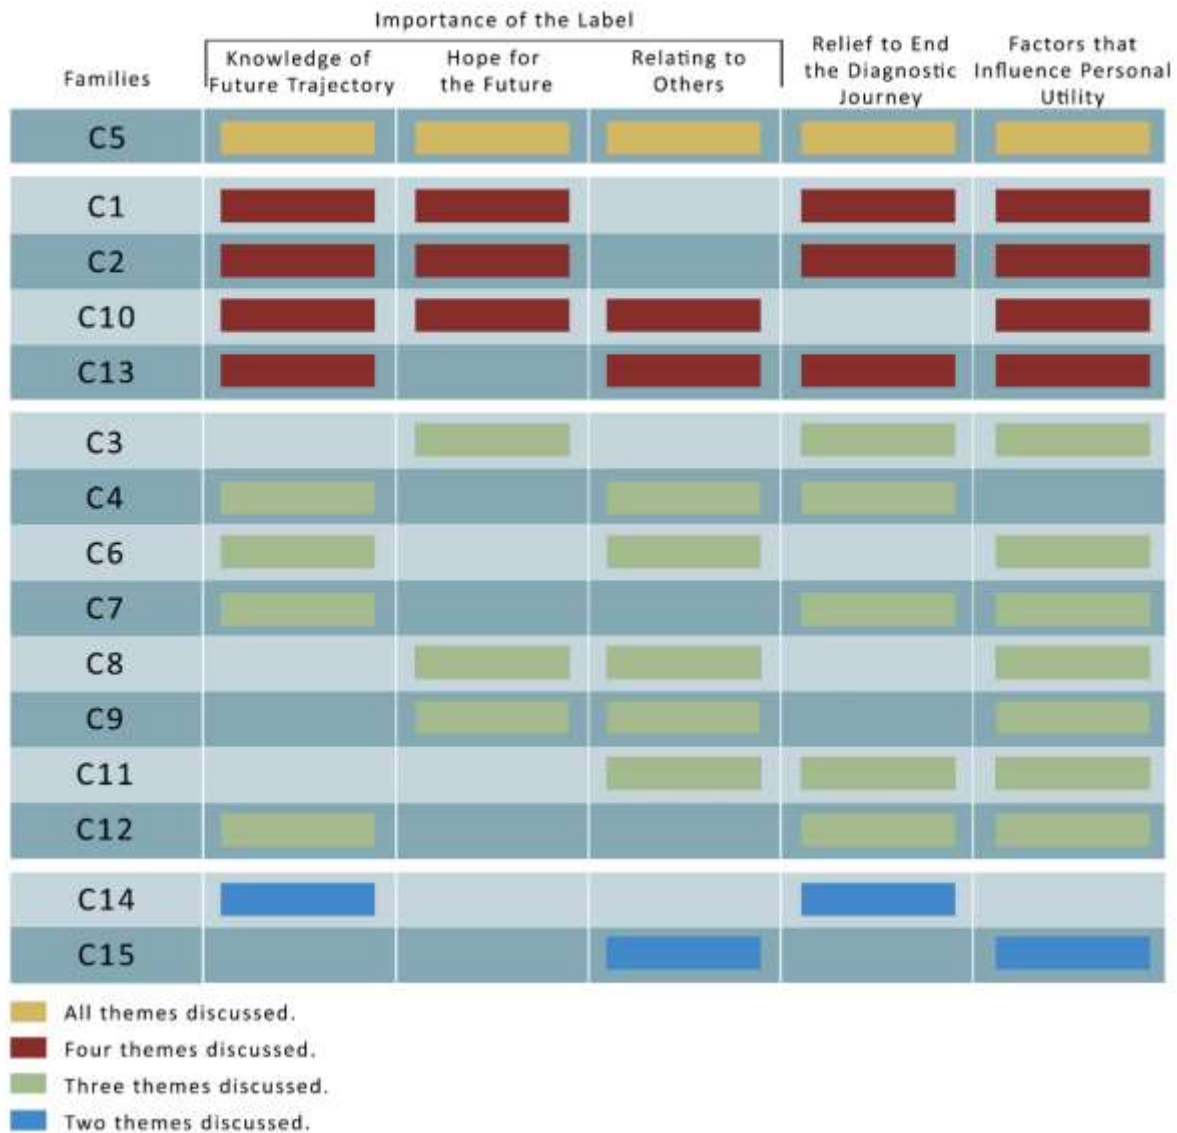 Importance of the Label
Families
Knowledge of
Future Trajectory
Hope for
the Future
Relating to
Others
Relief to End
the Diagnostic
Journey
Factors that
Influence Personal
Utility
C5
C1
C2
C10
C13
C3
C4
C6
C7
C8
C9
C11
C12
C14
C15
All themes discussed.
Four themes discussed.
Three themes discussed.
Two themes discussed.